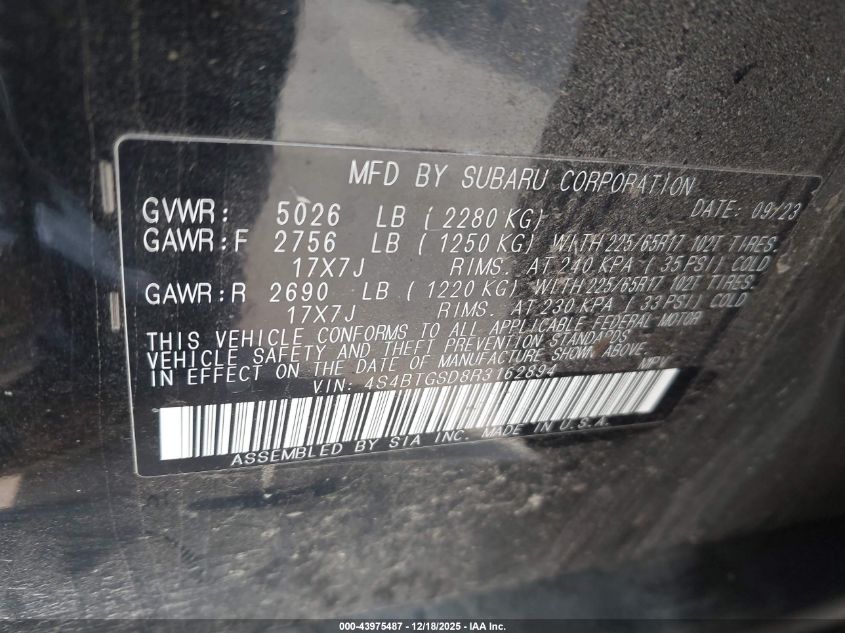 MFD BY SUBARU CORPORATION
DATE: 09/23
GVWR: 5026 LB (2280 KG)
GAWR:F 2756 LB (1250 KG) WITH 225/65R17 102T TIRES
17X7J RIMS. AT 240 KPA (35 PSI) COLD
GAWR:R 2690 LB (1220 KG) WITH 225/65R17 102T TIRES.
17X7J RIMS. AT 230 KPA (33 PSI) COLD
THIS VEHICLE CONFORMS TO ALL APPLICABLE FEDERAL MOTOR
VEHICLE SAFETY AND THEFT PREVENTION STANDARDS
IN EFFECT ON THE DATE OF MANUFACTURE SHOWN ABOVE.
VIN: 4S4BTGSD8R3162894 MPV
ASSEMBLED BY SIA INC. MADE IN U.S.A.
000-43975487 - 12/18/2025 - IAA Inc.